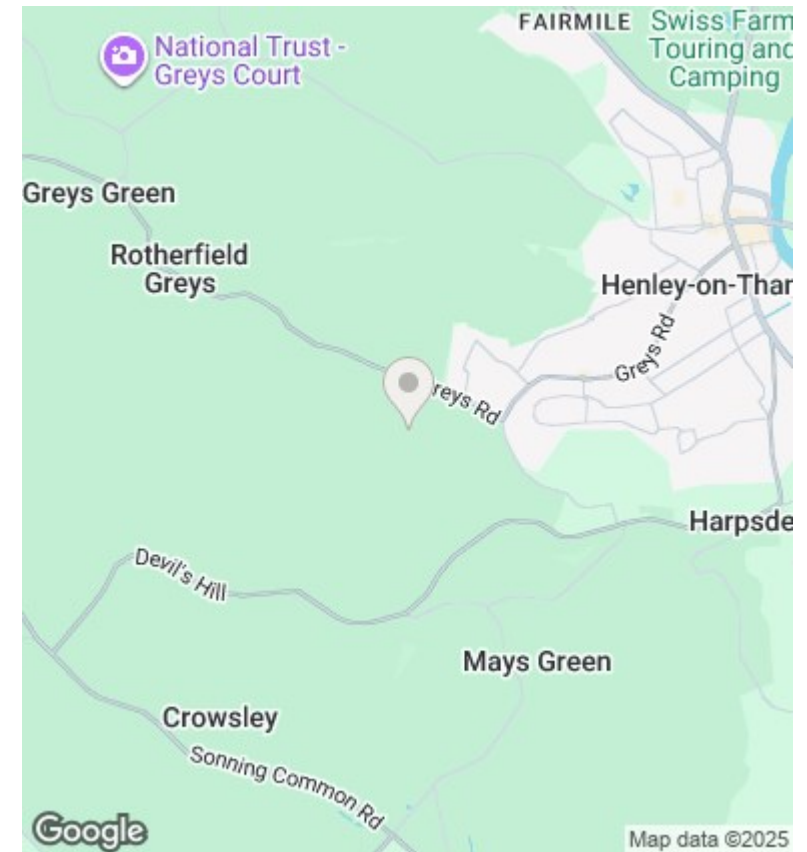 FAIRMILE
Swiss Farm
Touring and
Camping
National Trust -
Greys Court
Greys Green
Rotherfield
Greys
Henley-on-Thar
Greys Rd
reys Rd
Harpsde
Devil's Hill
Mays Green
Crowsley
Sonning Common Rd
Google
Map data ©2025